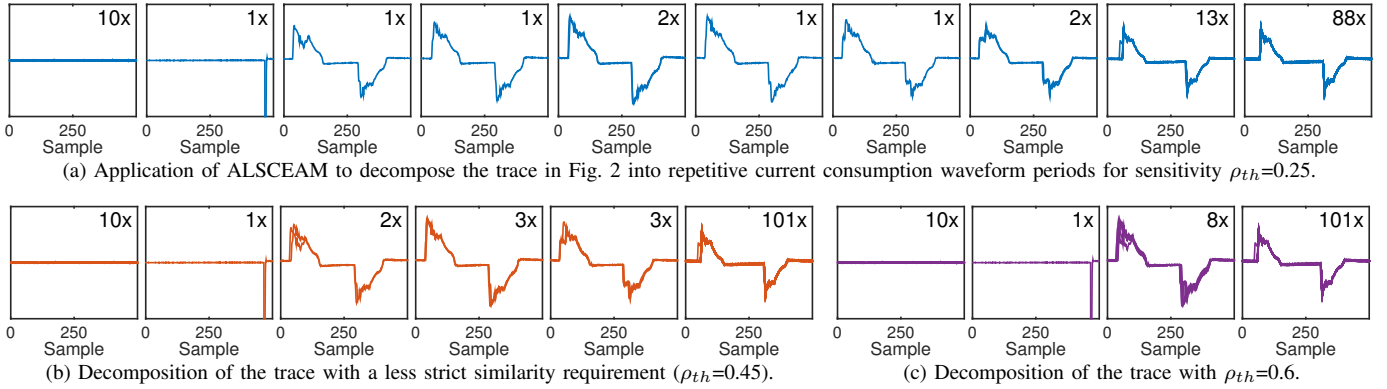 10x 1x 1x 1x 2x 1x 1x 2x 13x 88x
0 250 0 250 0 250 0 250 0 250 0 250 0 250 0 250 0 250 0 250
Sample Sample Sample Sample Sample Sample Sample Sample Sample Sample
(a) Application of ALSCEAM to decompose the trace in Fig. 2 into repetitive current consumption waveform periods for sensitivity ρth=0.25.
10x 1x 2x 3x 3x 101x 10x 1x 8x 101x
0 250 0 250 0 250 0 250 0 250 0 250 0 250 0 250 0 250 0 250
Sample Sample Sample Sample Sample Sample Sample Sample Sample Sample
(b) Decomposition of the trace with a less strict similarity requirement (ρth=0.45). (c) Decomposition of the trace with ρth=0.6.